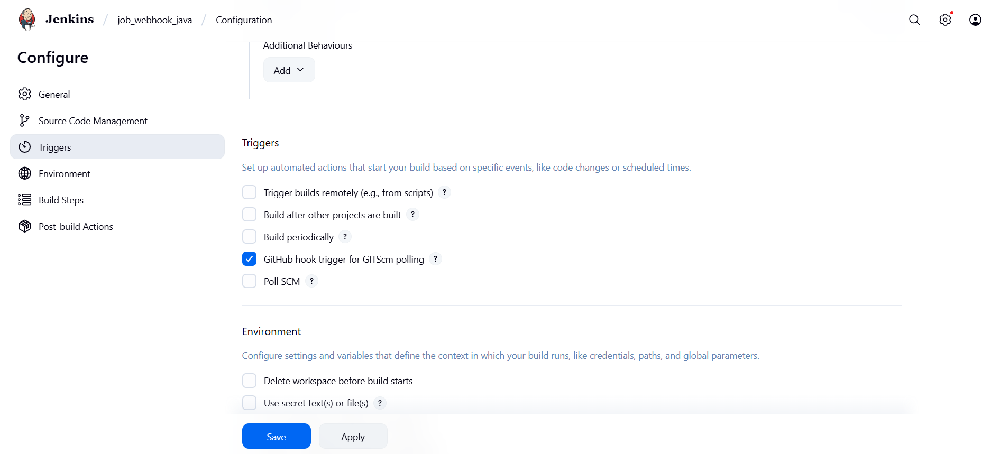 Jenkins / job_webhook_java / Configuration
Configure
General
Source Code Management
Triggers
Environment
Build Steps
Post-build Actions
Additional Behaviours
Add
Triggers
Set up automated actions that start your build based on specific events, like code changes or scheduled times.
Trigger builds remotely (e.g., from scripts) ?
Build after other projects are built ?
Build periodically ?
GitHub hook trigger for GITScm polling ?
Poll SCM ?
Environment
Configure settings and variables that define the context in which your build runs, like credentials, paths, and global parameters.
Delete workspace before build starts
Use secret text(s) or file(s) ?
Save
Apply